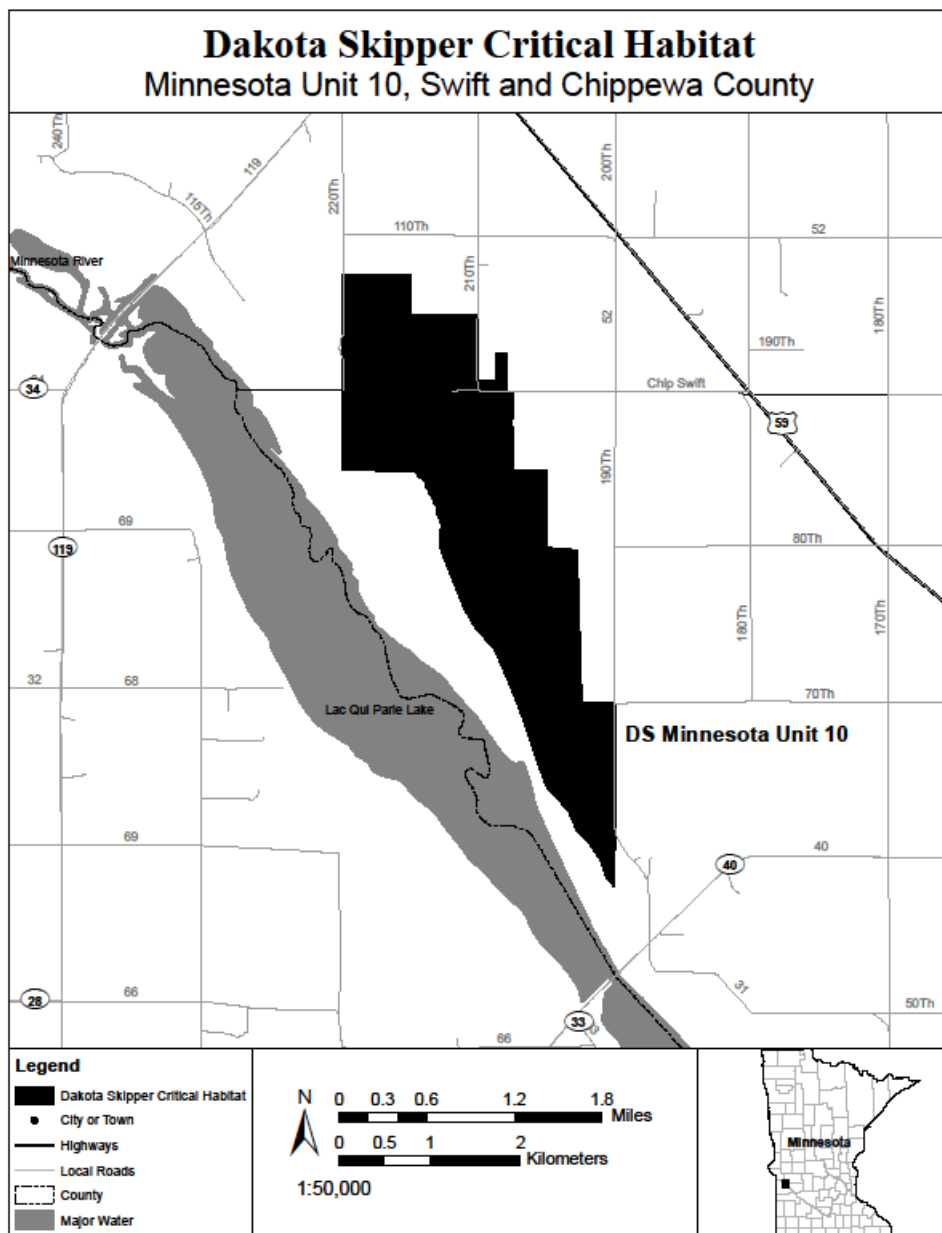 Dakota Skipper Critical Habitat
Minnesota Unit 10, Swift and Chippewa County
240Th
119
115Th
220Th
110Th
210Th
200Th
52
Minnesota River
52
180Th
190Th
34
Chip Swift
59
190Th
69
119
80Th
180Th
170Th
32
68
Lac Qui Parle Lake
70Th
DS Minnesota Unit 10
69
40
40
28
66
31
50Th
33
66
Legend
Dakota Skipper Critical Habitat
City or Town
Highways
Local Roads
County
Major Water
N
0 0.3 0.6 1.2 1.8
Miles
0 0.5 1 2
Kilometers
1:50,000
Minnesota